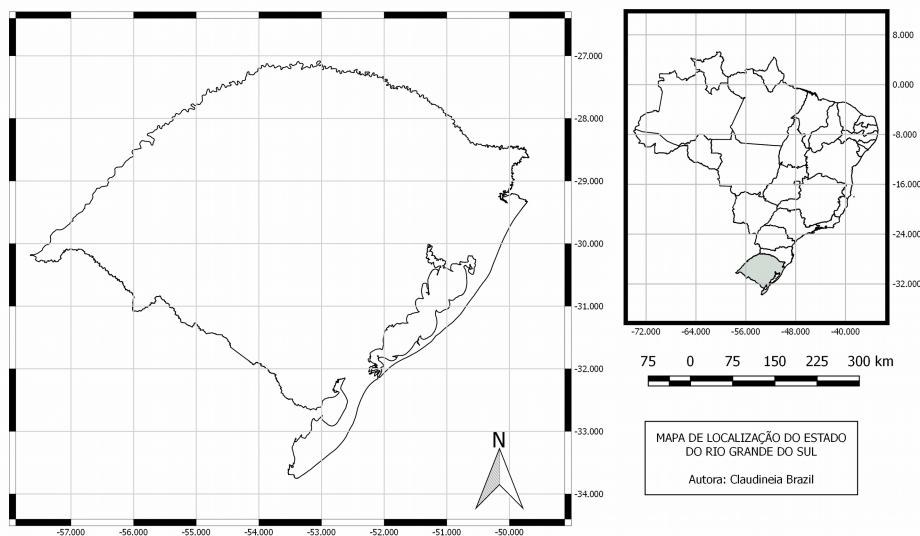 -27.000
-28.000
-29.000
-30.000
-31.000
-32.000
-33.000
-34.000
-57.000 -56.000 -55.000 -54.000 -53.000 -52.000 -51.000 -50.000
N
8.000
0.000
-8.000
-16.000
-24.000
-32.000
-72.000 -64.000 -56.000 -48.000 -40.000
75 0 75 150 225 300 km
MAPA DE LOCALIZAÇÃO DO ESTADO
DO RIO GRANDE DO SUL
Autora: Claudineia Brazil